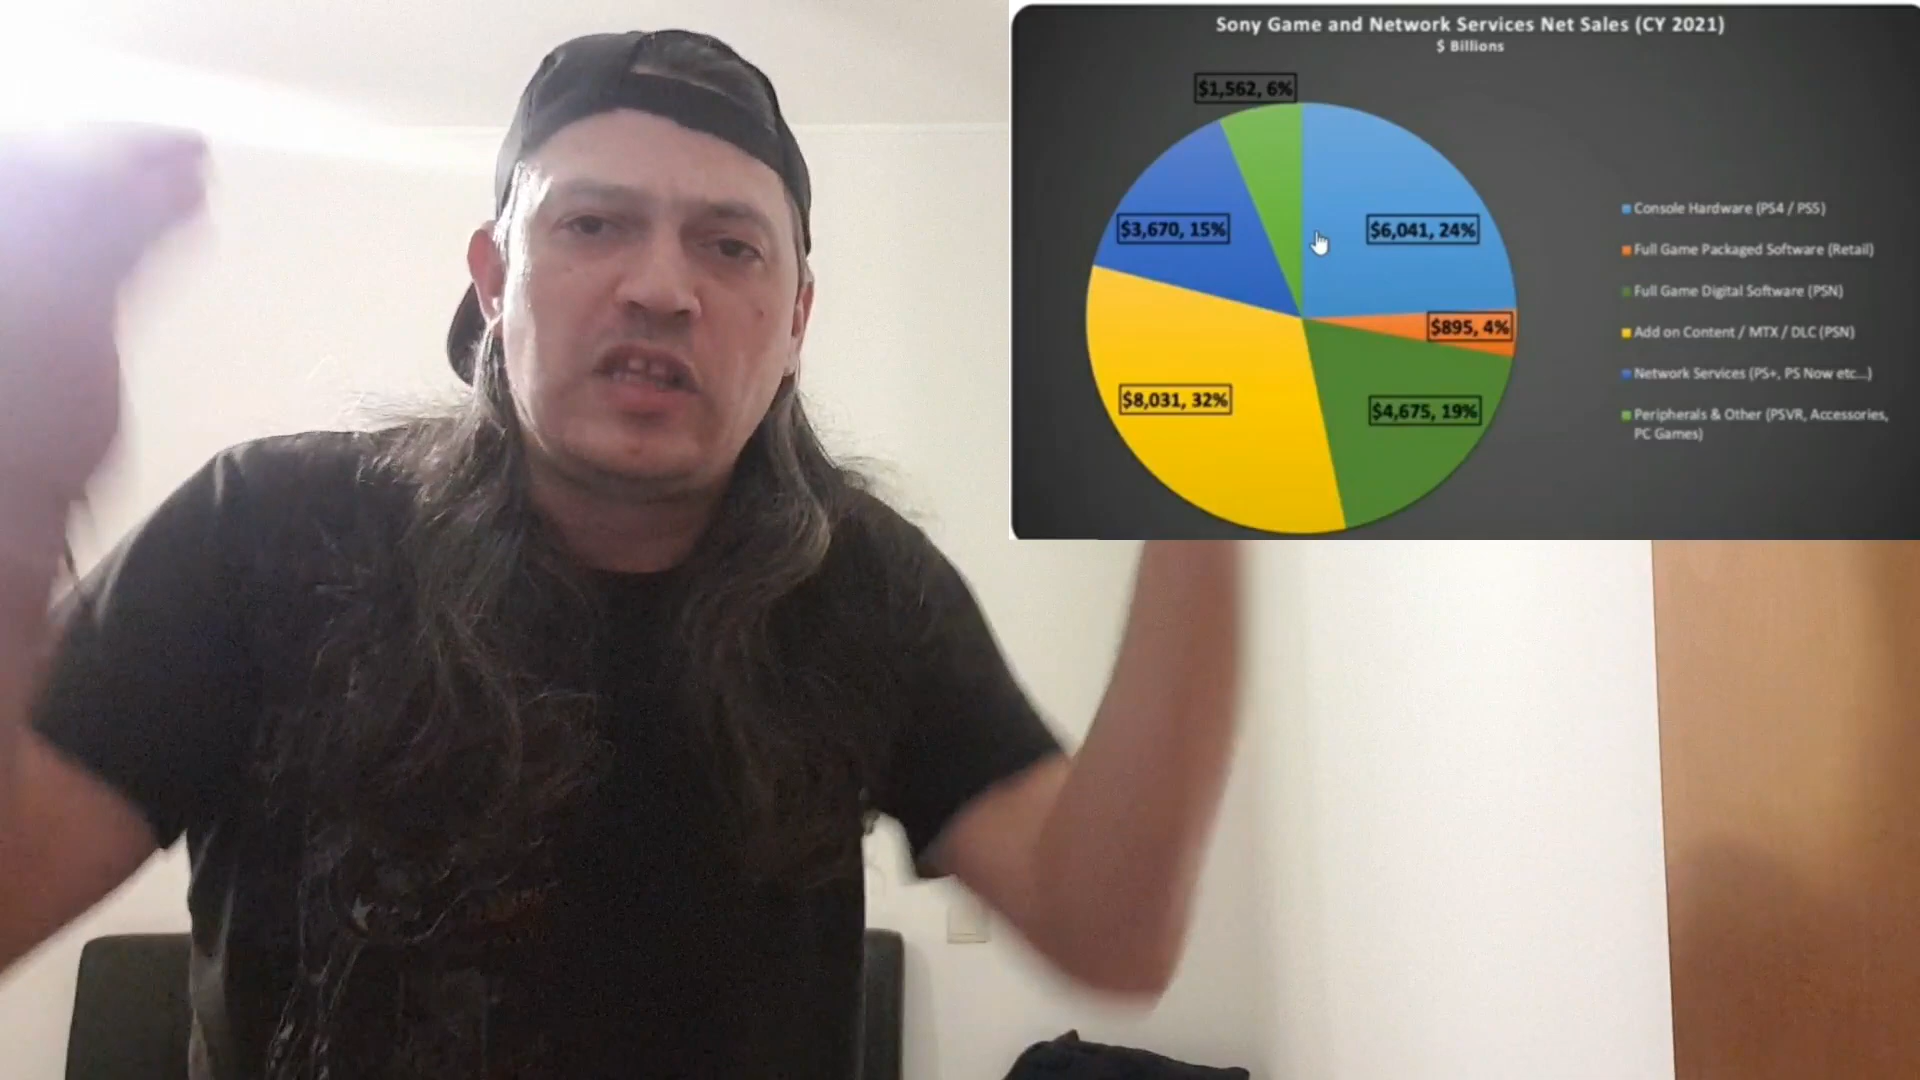 Sony Game and Network Services Net Sales (CY 2021)
$ Billions
$1,562, 6%
$3,670, 15%
$6,041, 24%
$895, 4%
$8,031, 32%
$4,675, 19%
Console Hardware (PS4 / PS5)
Full Game Packaged Software (Retail)
Full Game Digital Software (PSN)
Add on Content / MTX / DLC (PSN)
Network Services (PS+, PS Now etc...)
Peripherals & Other (PSVR, Accessories,
PC Games)